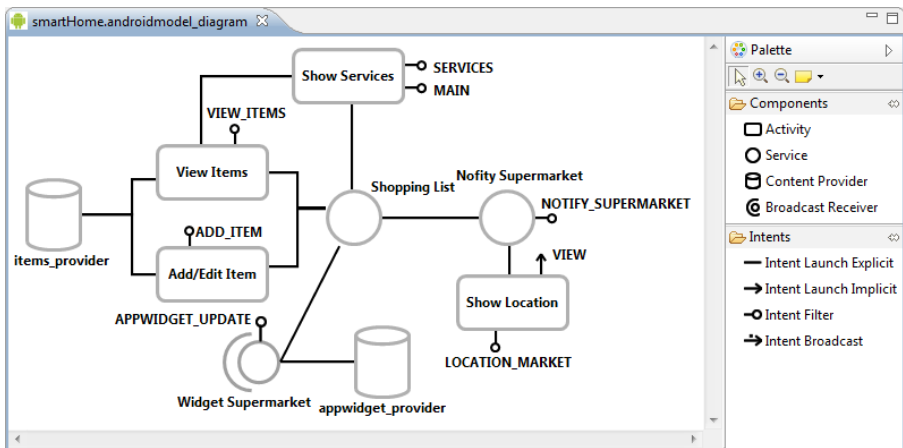 smartHome.androidmodel_diagram
Show Services
SERVICES
MAIN
VIEW_ITEMS
View Items
Shopping List
Nofity Supermarket
NOTIFY_SUPERMARKET
items_provider
ADD_ITEM
Add/Edit Item
VIEW
Show Location
APPWIDGET_UPDATE
LOCATION_MARKET
Widget Supermarket
appwidget_provider
Palette
Components
Activity
Service
Content Provider
Broadcast Receiver
Intents
Intent Launch Explicit
Intent Launch Implicit
Intent Filter
Intent Broadcast